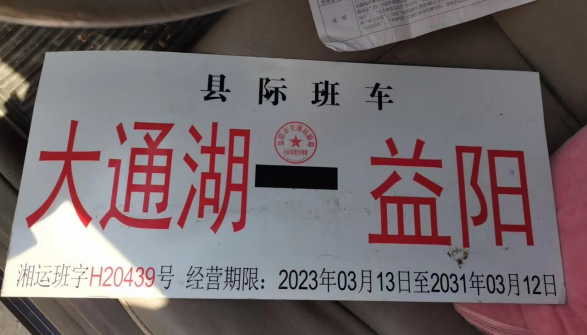 县际班车
大通湖 益阳
湘运班字H20439号 经营期限：2023年03月13日至2031年03月12日